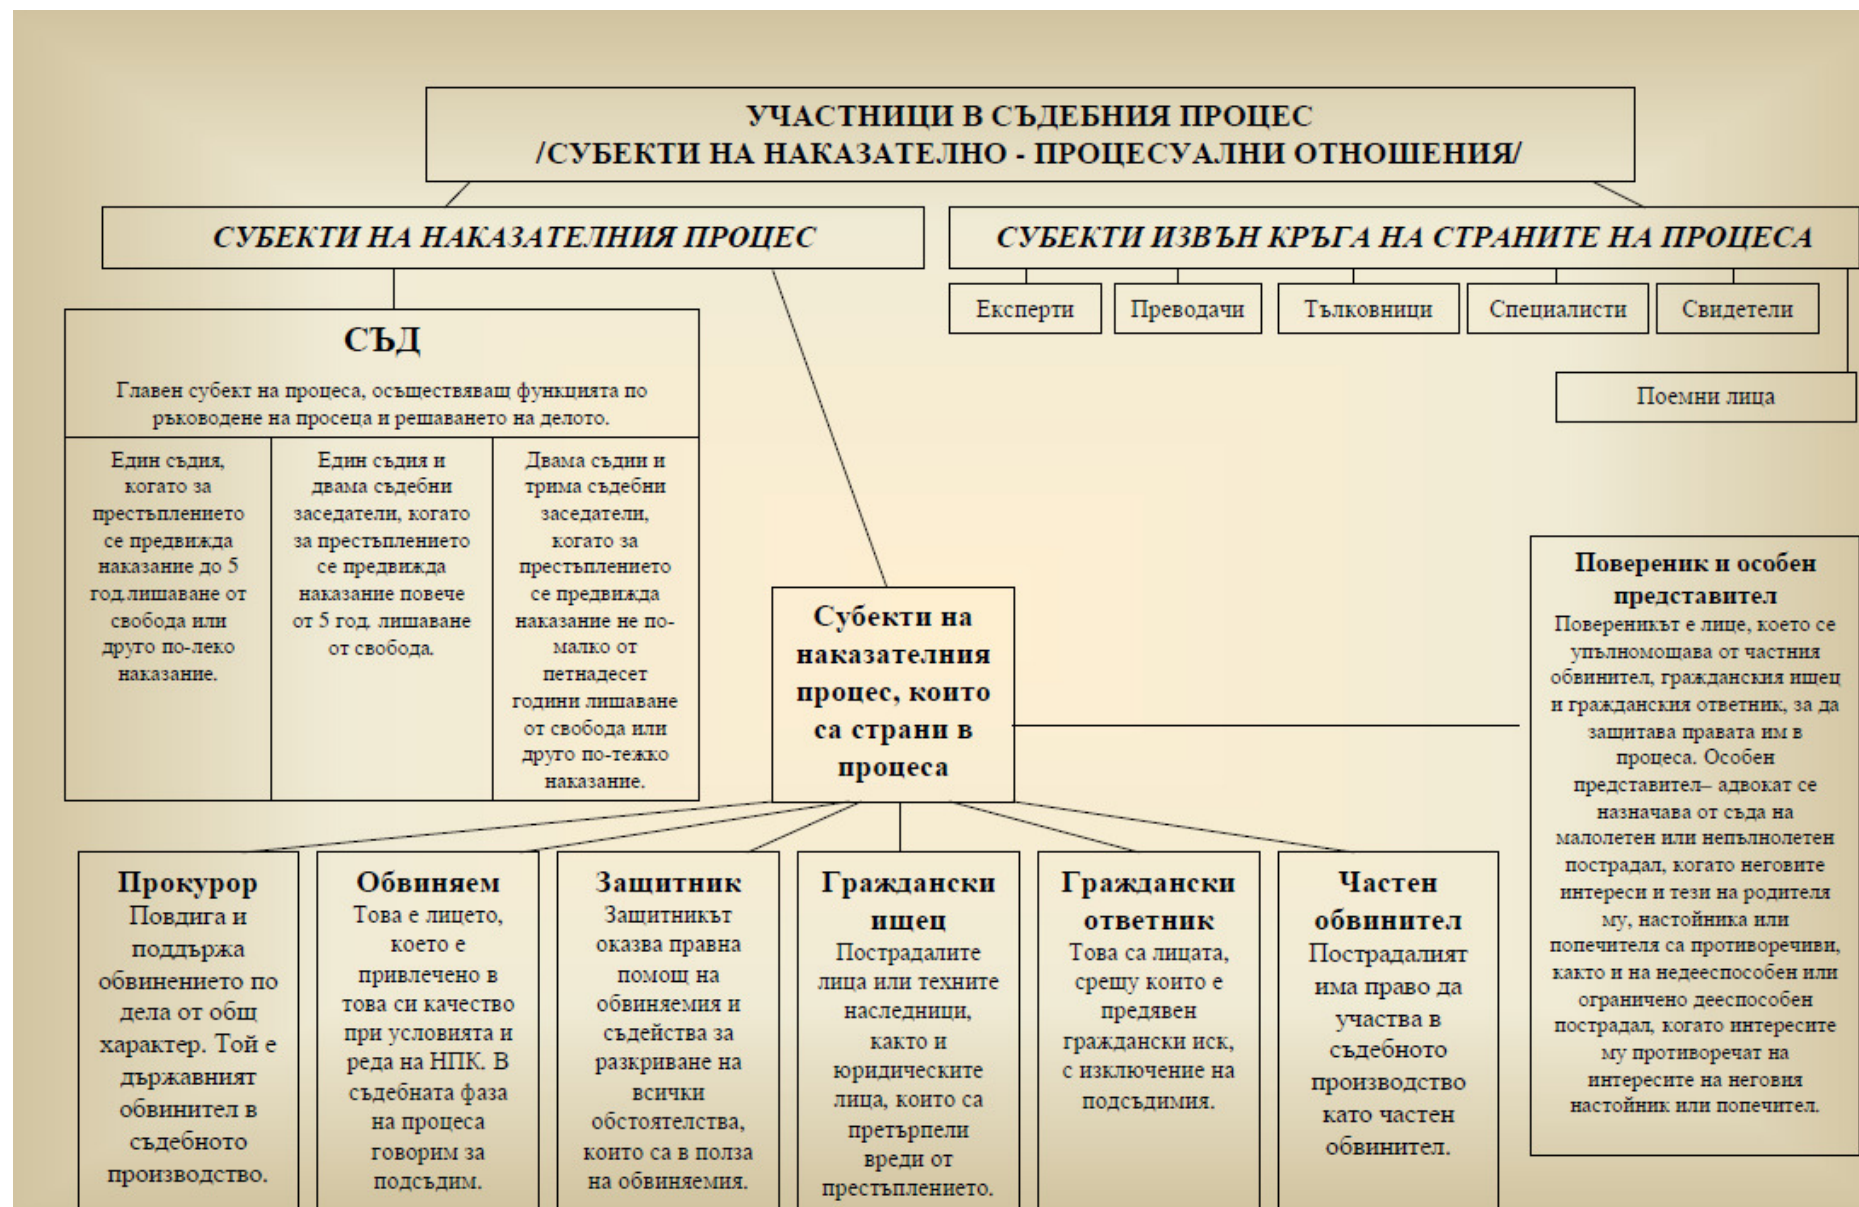 УЧАСТНИЦИ В СЪДЕБНИЯ ПРОЦЕС
/СУБЕКТИ НА НАКАЗАТЕЛНО - ПРОЦЕСУАЛНИ ОТНОШЕНИЯ/
СУБЕКТИ НА НАКАЗАТЕЛНИЯ ПРОЦЕС
СУБЕКТИ ИЗВЪН КРЪГА НА СТРАНИТЕ НА ПРОЦЕСА
Експерти
Преводачи
Тълковници
Специалисти
Свидетели
Поемни лица
СЪД
Главен субект на процеса, осъществяващ функцията по
ръководене на просеца и решаването на делото.
Един съдия,
когато за
престъплението
се предвижда
наказание до 5
год.лишаване от
свобода или
друго по-леко
наказание.
Един съдия и
двама съдебни
заседатели, когато
за престъплението
се предвижда
наказание повече
от 5 год. лишаване
от свобода.
Двама съдии и
трима съдебни
заседатели,
когато за
престъплението
се предвижда
наказание не по-
малко от
петнадесет
години лишаване
от свобода или
друго по-тежко
наказание.
Субекти на
наказателния
процес, които
са страни в
процеса
Повереник и особен
представител
Повереникът е лице, което се
упълномощава от частния
обвинител, гражданския ищец
и гражданския ответник, за да
защитава правата им в
процеса. Особен
представител– адвокат се
назначава от съда на
малолетен или непълнолетен
пострадал, когато неговите
интереси и тези на родителя
му, настойника или
попечителя са противоречиви,
както и на недееспособен или
ограничено дееспособен
пострадал, когато интересите
му противоречат на
интересите на неговия
настойник или попечител.
Прокурор
Повдига и
поддържа
обвинението по
дела от общ
характер. Той е
държавният
обвинител в
съдебното
производство.
Обвиняем
Това е лицето,
което е
привлечено в
това си качество
при условията и
реда на НПК. В
съдебната фаза
на процеса
говорим за
подсъдим.
Защитник
Защитникът
оказва правна
помощ на
обвиняемия и
съдейства за
разкриване на
всички
обстоятелства,
които са в полза
на обвиняемия.
Граждански
ищец
Пострадалите
лица или техните
наследници,
както и
юридическите
лица, които са
претърпели
вреди от
престъплението.
Граждански
ответник
Това са лицата,
срещу които е
предявен
граждански иск,
с изключение на
подсъдимия.
Частен
обвинител
Пострадалият
има право да
участва в
съдебното
производство
като частен
обвинител.